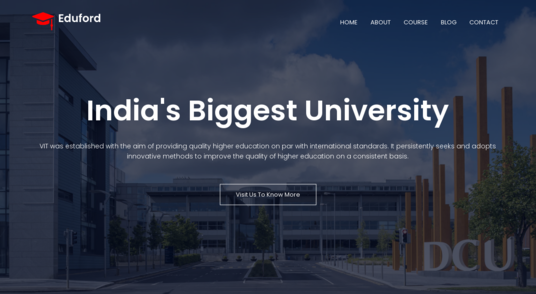 Eduford
HOME ABOUT COURSE BLOG CONTACT
India's Biggest University
VIT was established with the aim of providing quality higher education on par with international standards. It persistently seeks and adopts
innovative methods to improve the quality of higher education on a consistent basis.
Visit Us To Know More
DCU